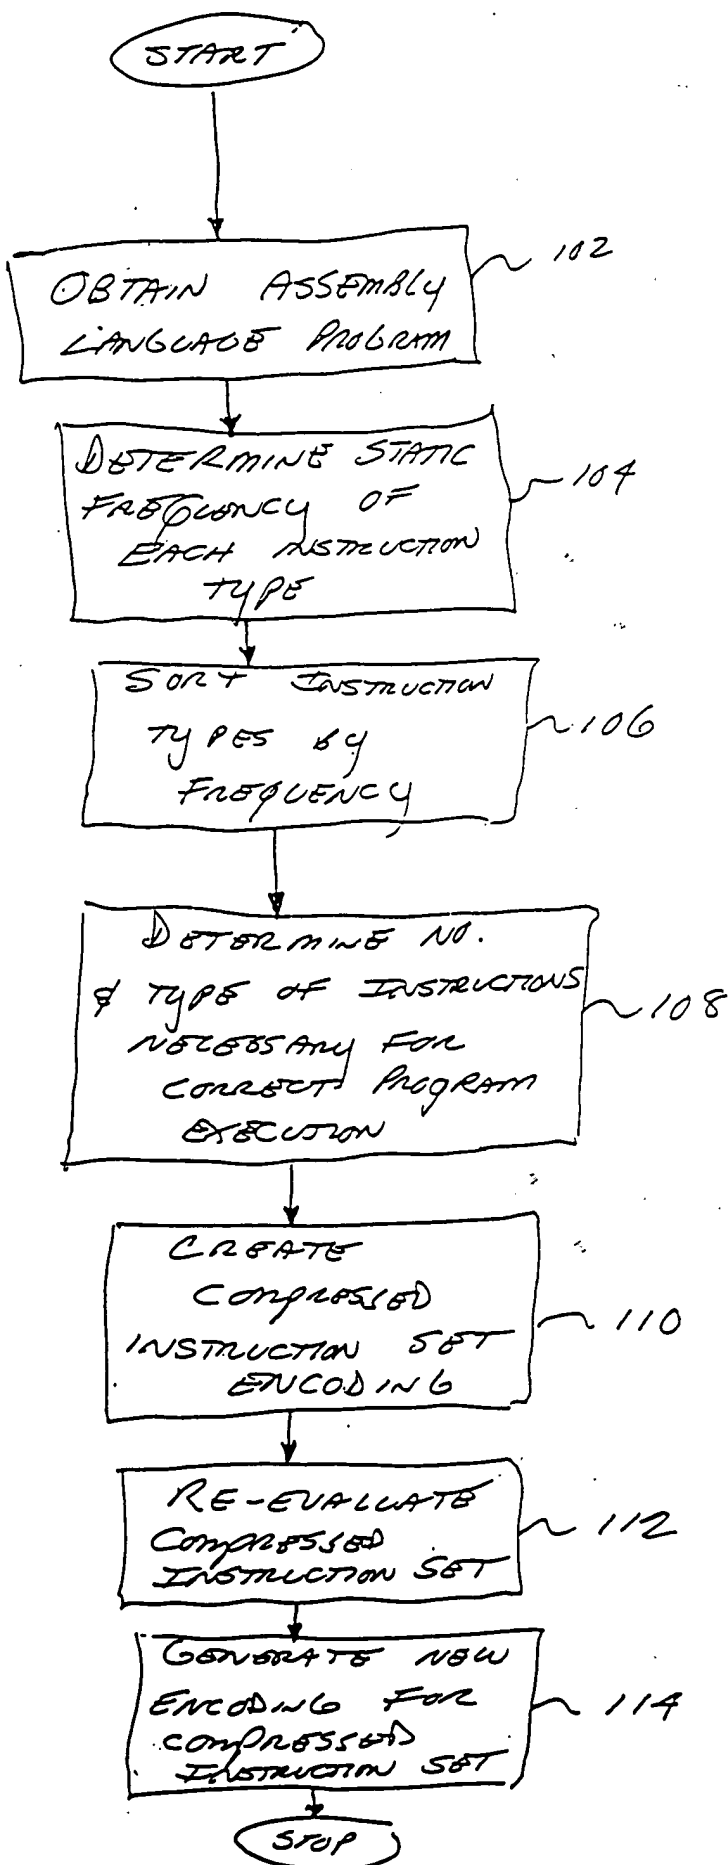 START
OBTAIN ASSEMBLY
LANGUAGE PROGRAM
102
DETERMINE STATIC
FREQUENCY OF
EACH INSTRUCTION
TYPE
104
SORT INSTRUCTION
TYPES BY
FREQUENCY
106
DETERMINE NO.
& TYPE OF INSTRUCTIONS
NECESSARY FOR
CORRECT PROGRAM
EXECUTION
108
CREATE
COMPRESSED
INSTRUCTION SET
ENCODING
110
RE-EVALUATE
COMPRESSED
INSTRUCTION SET
112
GENERATE NEW
ENCODING FOR
COMPRESSED
INSTRUCTION SET
114
STOP